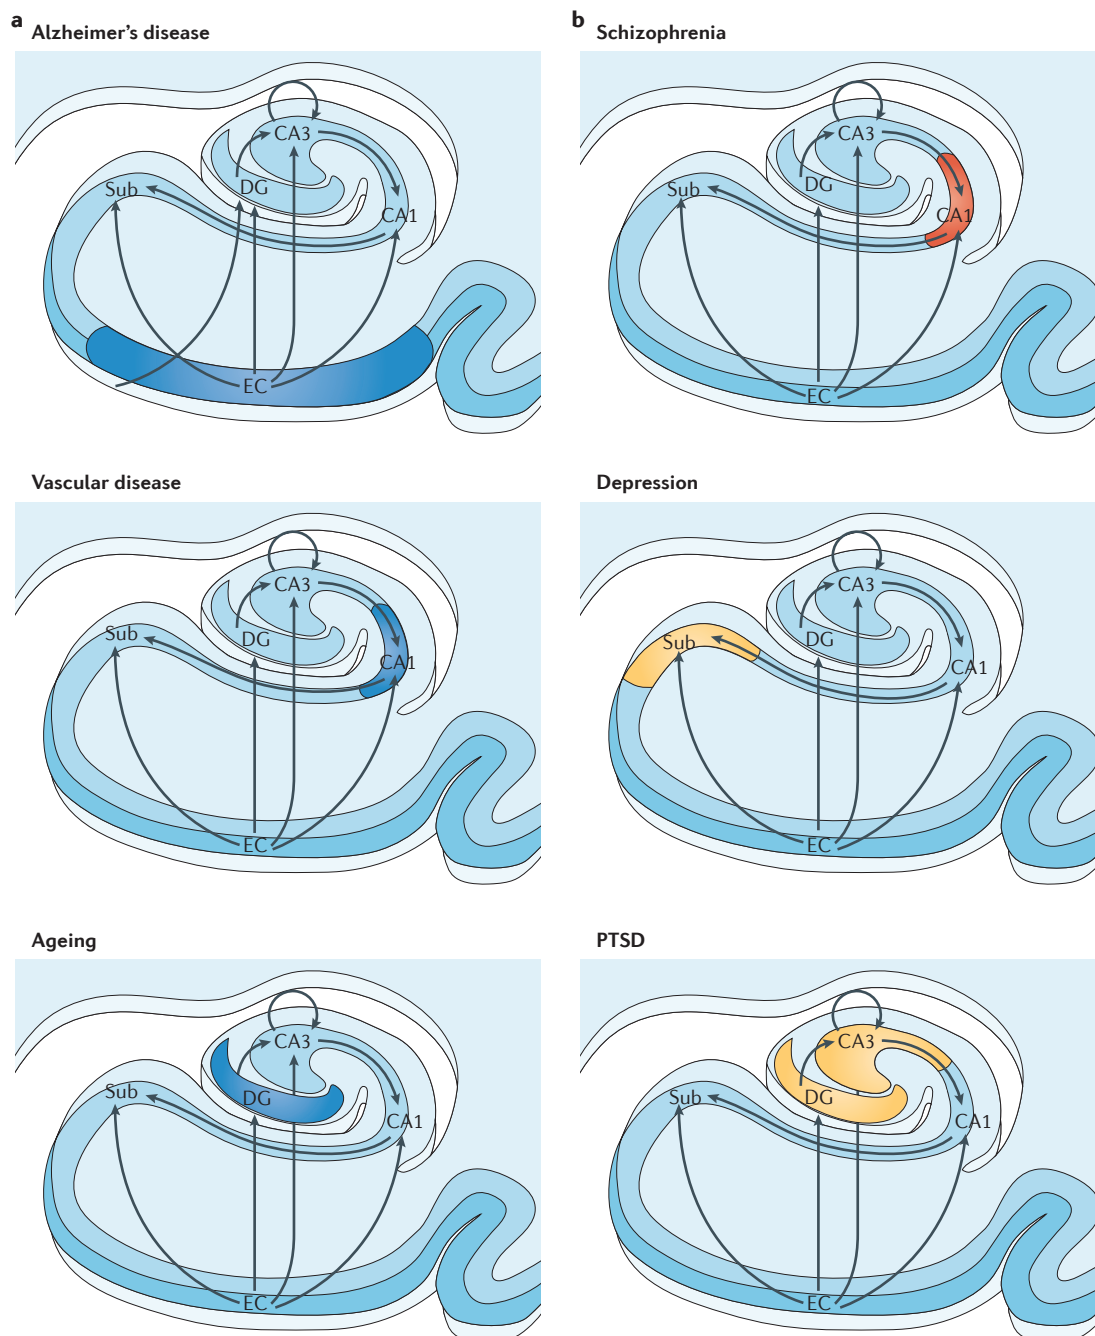 a
Alzheimer's disease
CA3
DG
Sub
CA1
EC
b
Schizophrenia
CA3
DG
Sub
CA1
EC
Vascular disease
CA3
DG
Sub
CA1
EC
Depression
CA3
DG
Sub
CA1
EC
Ageing
CA3
DG
Sub
CA1
EC
PTSD
CA3
DG
Sub
CA1
EC